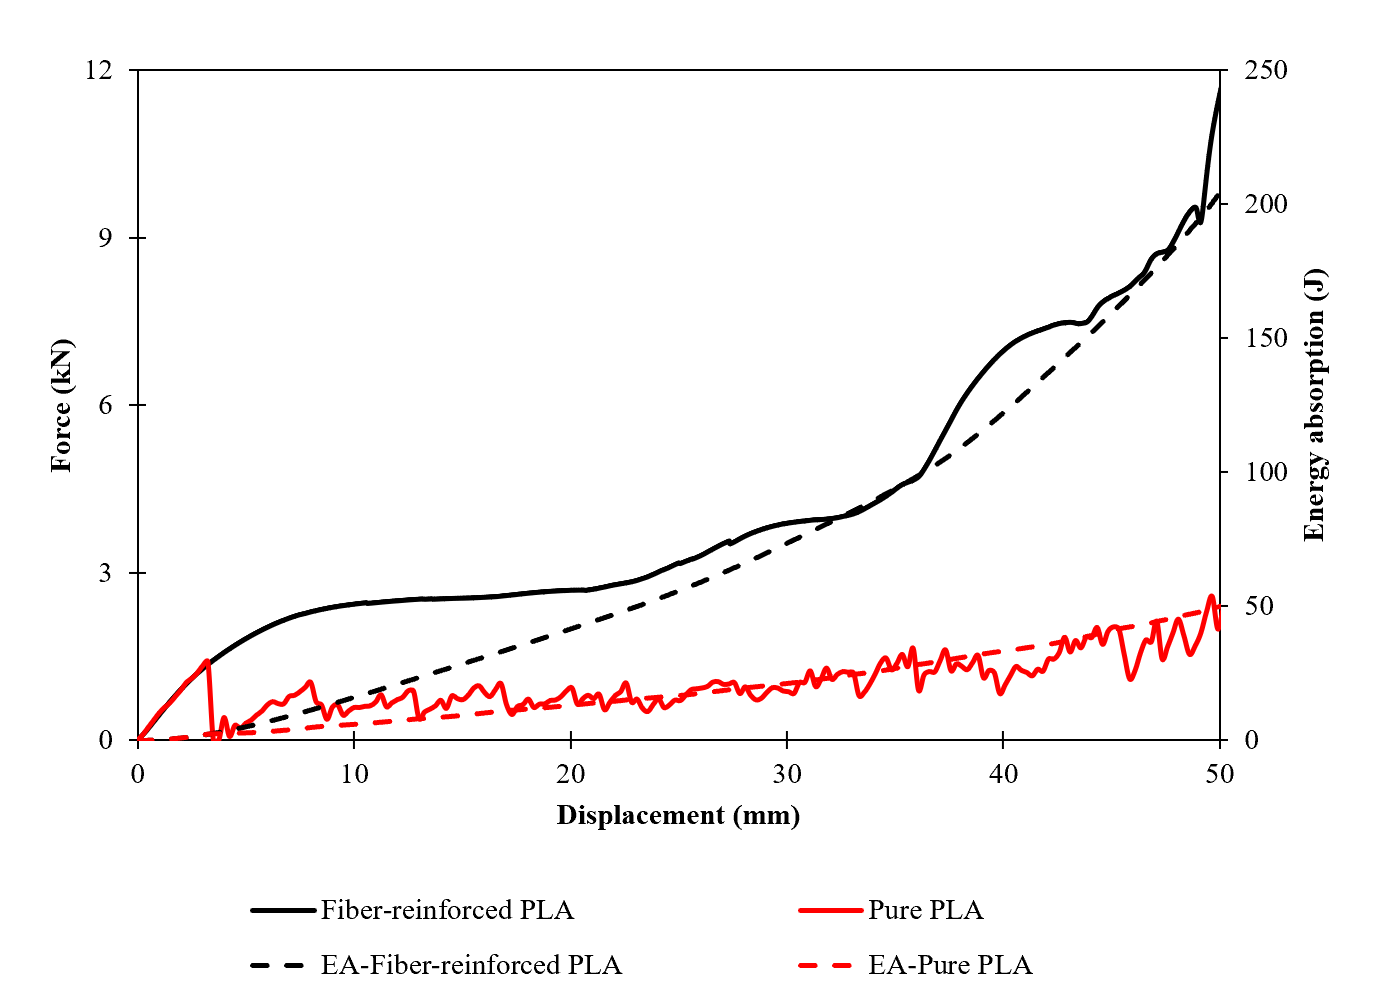 12
9
6
3
0
Force (kN)
250
200
150
100
50
0
Energy absorption (J)
0 10 20 30 40 50
Displacement (mm)
Fiber-reinforced PLA Pure PLA
EA-Fiber-reinforced PLA EA-Pure PLA